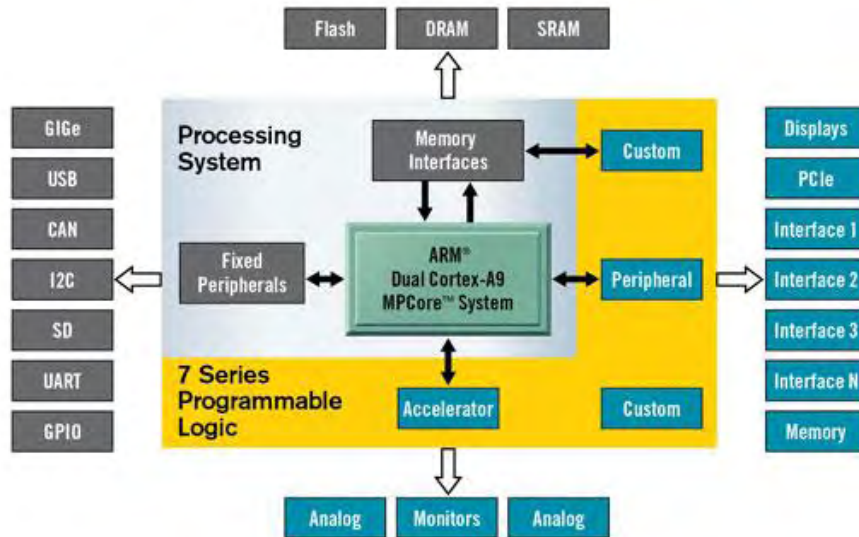 Flash
DRAM
SRAM
GIGe
USB
CAN
I2C
SD
UART
GPIO
Processing
System
Memory
Interfaces
Custom
Fixed
Peripherals
ARM®
Dual Cortex-A9
MPCore™ System
Peripheral
7 Series
Programmable
Logic
Accelerator
Custom
Displays
PCIe
Interface 1
Interface 2
Interface 3
Interface N
Memory
Analog
Monitors
Analog